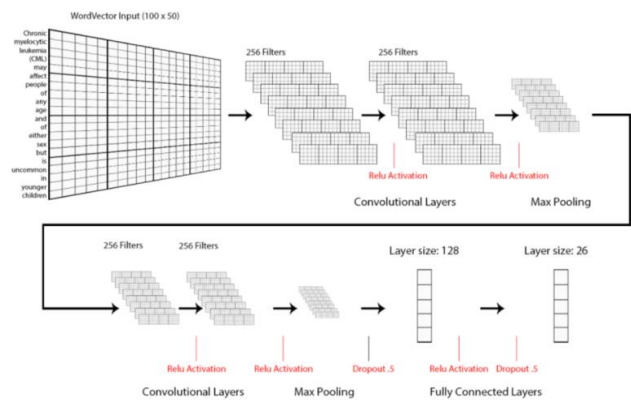 WordVector Input (100 x 50)
Chronic
myelocytic
leukemia
(CML)
may
affect
people
of
any
age
and
of
either
sex
but
is
uncommon
in
younger
children
256 Filters
256 Filters
Relu Activation
Relu Activation
Convolutional Layers
Max Pooling
256 Filters
256 Filters
Layer size: 128
Layer size: 26
Relu Activation
Relu Activation
Dropout .5
Relu Activation
Dropout .5
Convolutional Layers
Max Pooling
Fully Connected Layers